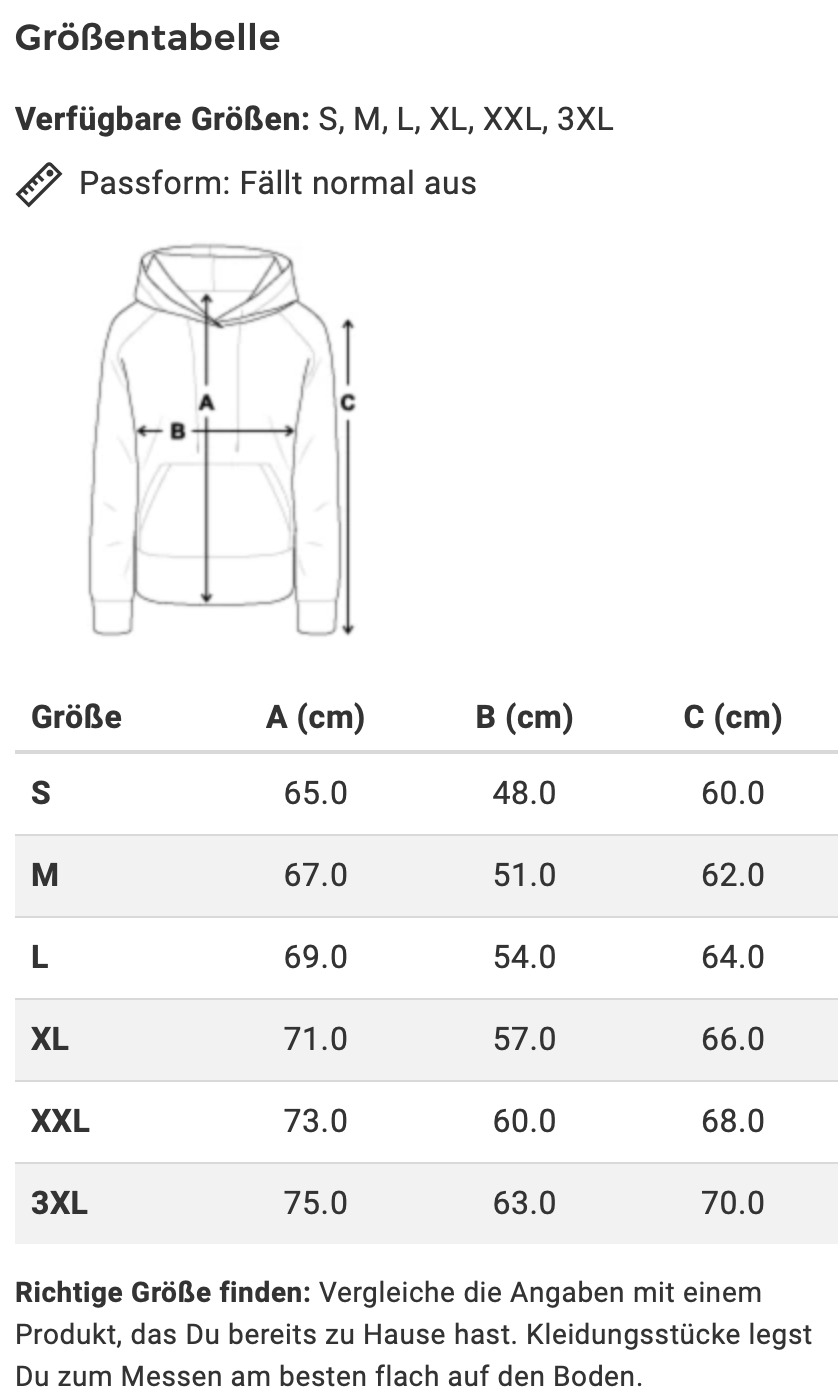 Größentabelle
Verfügbare Größen: S, M, L, XL, XXL, 3XL
Passform: Fällt normal aus
A
C
B
Größe A (cm) B (cm) C (cm)
S 65.0 48.0 60.0
M 67.0 51.0 62.0
L 69.0 54.0 64.0
XL 71.0 57.0 66.0
XXL 73.0 60.0 68.0
3XL 75.0 63.0 70.0
Richtige Größe finden: Vergleiche die Angaben mit einem
Produkt, das Du bereits zu Hause hast. Kleidungsstücke legst
Du zum Messen am besten flach auf den Boden.